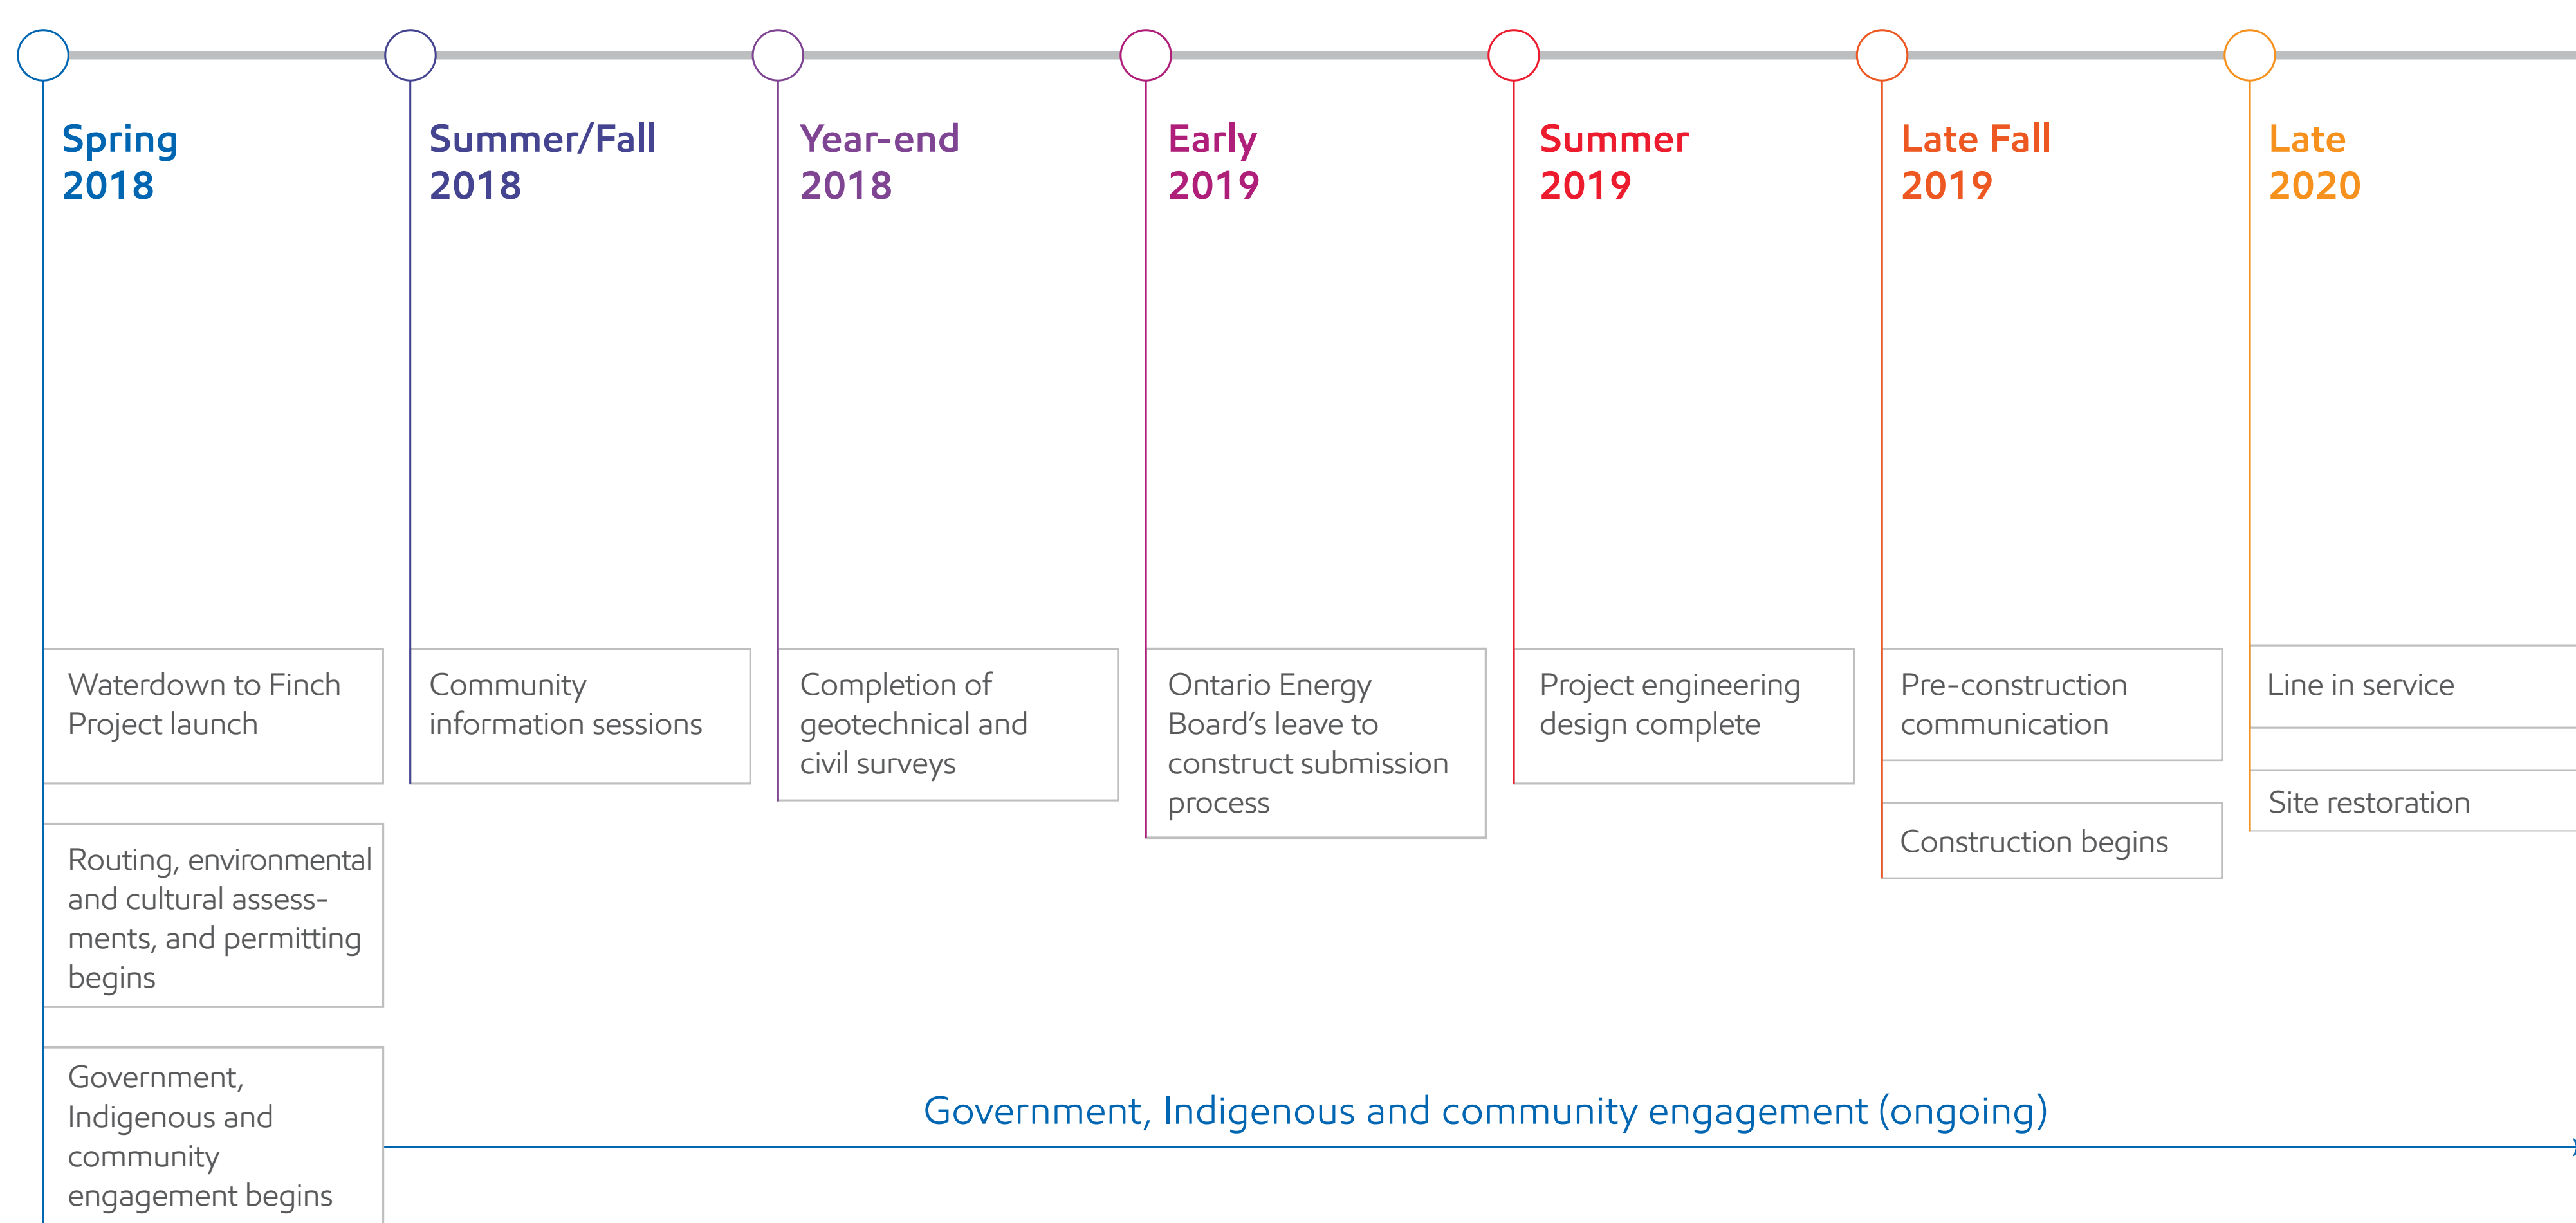 Spring
2018
Summer/Fall
2018
Year-end
2018
Early
2019
Summer
2019
Late Fall
2019
Late
2020
Waterdown to Finch
Project launch
Routing, environmental
and cultural assess-
ments, and permitting
begins
Government,
Indigenous and
community
engagement begins
Community
information sessions
Completion of
geotechnical and
civil surveys
Ontario Energy
Board’s leave to
construct submission
process
Project engineering
design complete
Pre-construction
communication
Construction begins
Line in service
Site restoration
Government, Indigenous and community engagement (ongoing)